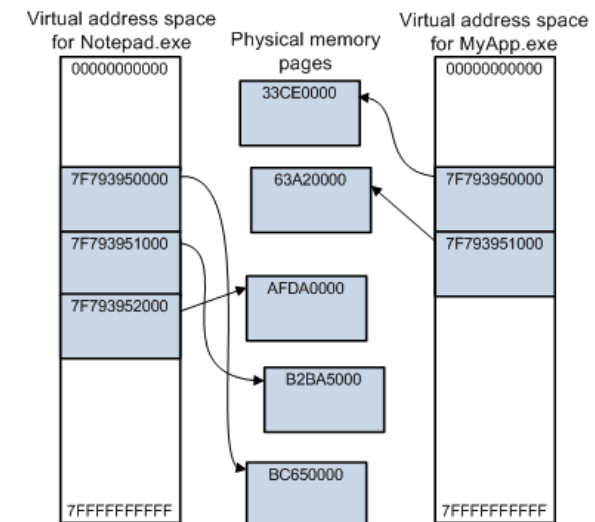 Virtual address space
for Notepad.exe
00000000000
7F793950000
7F793951000
7F793952000
7FFFFFFFFFF
Physical memory
pages
33CE0000
63A20000
AFDA0000
B2BA5000
BC650000
Virtual address space
for MyApp.exe
00000000000
7F793950000
7F793951000
7FFFFFFFFFF